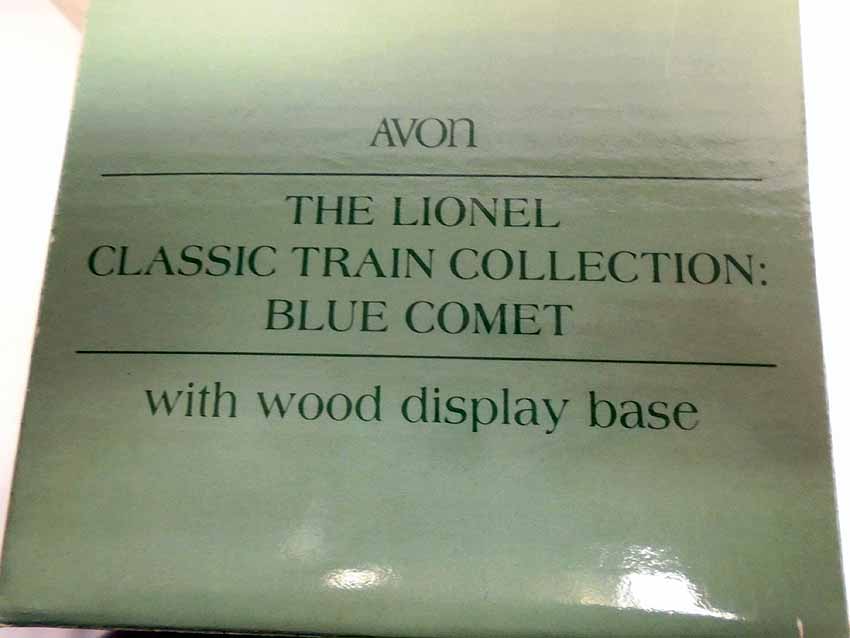 AVON
THE LIONEL
CLASSIC TRAIN COLLECTION:
BLUE COMET
with wood display base